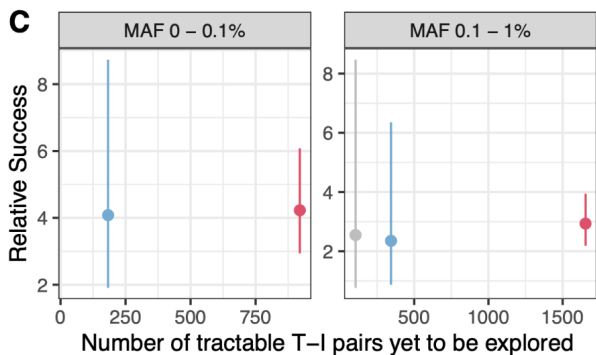 C
MAF 0 – 0.1%
MAF 0.1 – 1%
Relative Success
8
6
4
2
8
6
4
2
0 250 500 750
500 1000 1500
Number of tractable T–I pairs yet to be explored